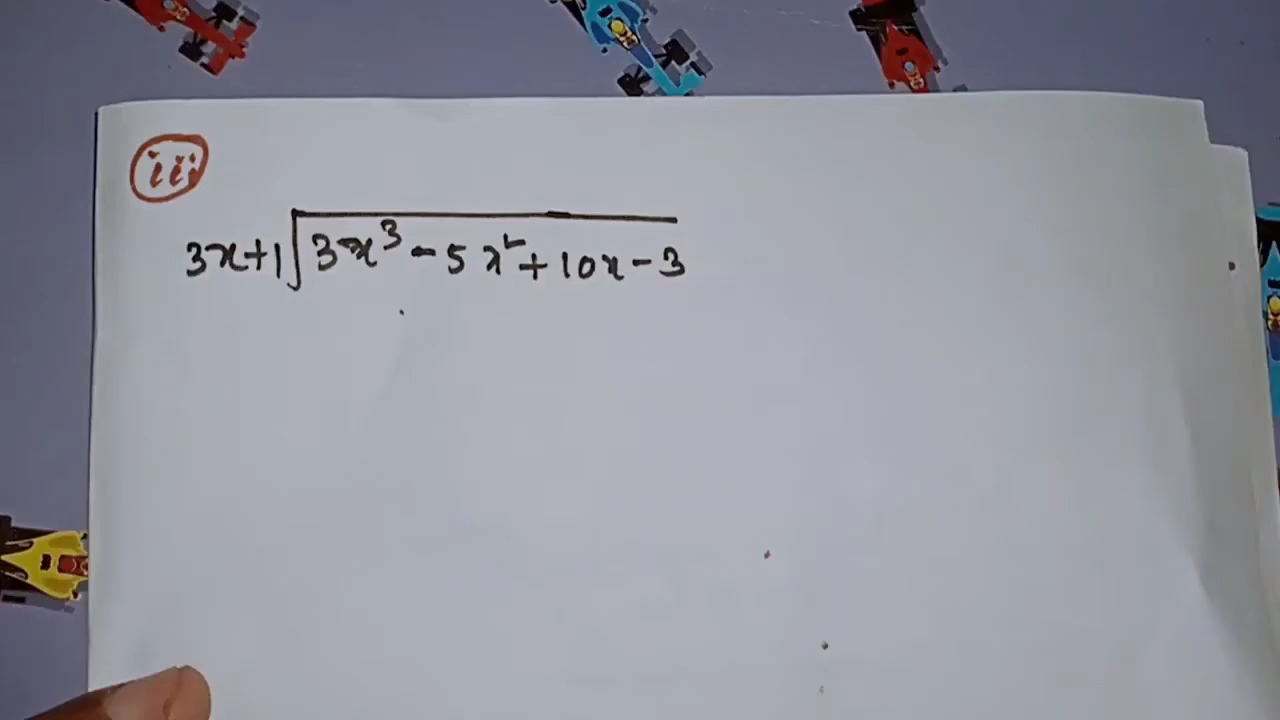 iii
3x+1 3x³ - 5x² + 10x - 3